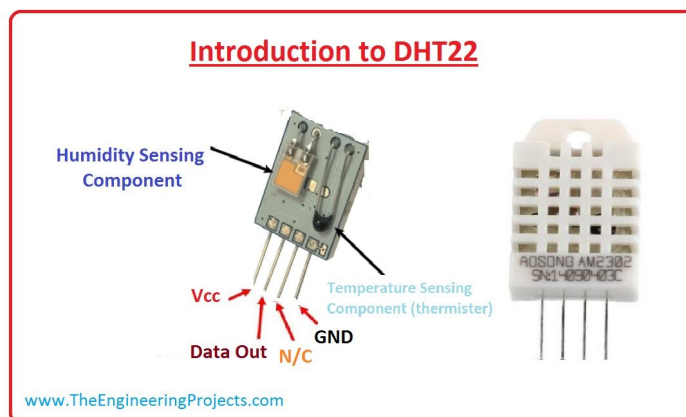 Introduction to DHT22
Humidity Sensing
Component
Temperature Sensing
Component (thermister)
Vcc
Data Out
N/C
GND
AOSONG AM2302
SN:14090403C
www.TheEngineeringProjects.com